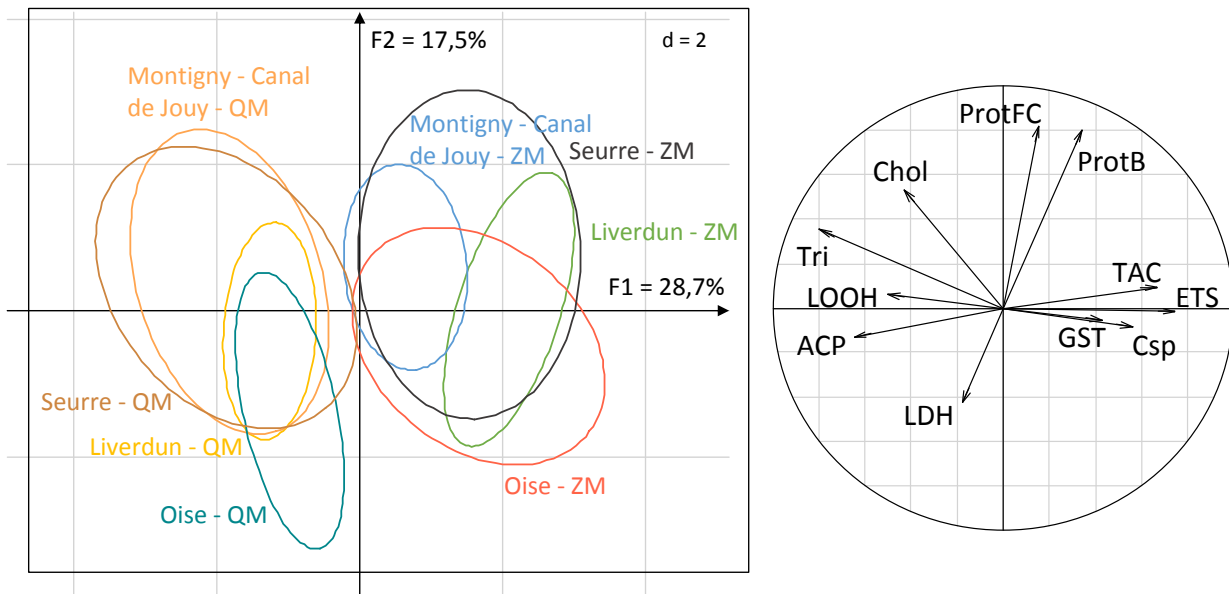 F2 = 17,5%
d = 2
Montigny - Canal
de Jouy - QM
Montigny - Canal
de Jouy - ZM
Seurre - ZM
Liverdun - ZM
F1 = 28,7%
Seurre - QM
Liverdun - QM
Oise - ZM
Oise - QM
ProtFC
ProtB
Chol
Tri
TAC
LOOH
ETS
GST
ACP
Csp
LDH